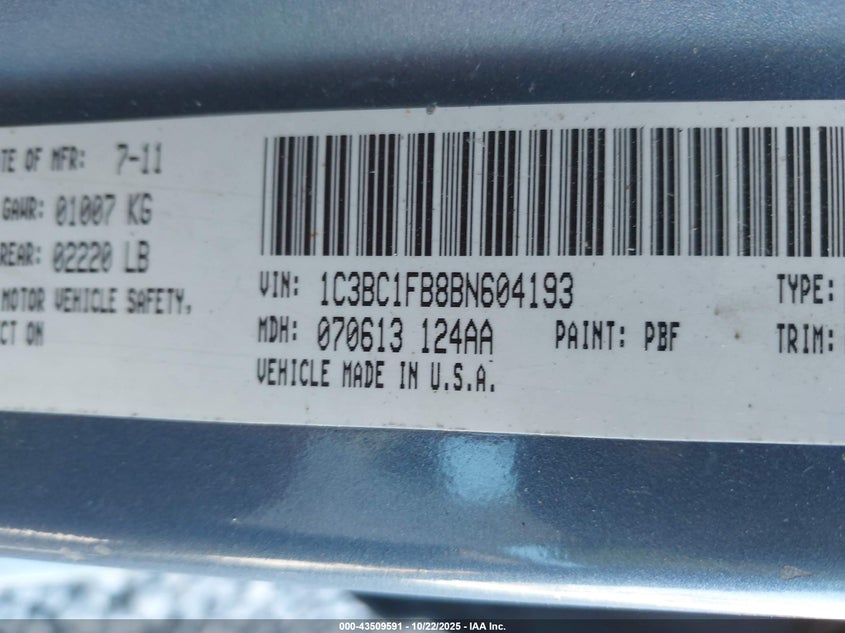 TE OF MFR: 7-11
GAWR: 01007 KG
REAR: 02220 LB
MOTOR VEHICLE SAFETY,
CT ON
VIN: 1C3BC1FB8BN604193
TYPE:
MDH: 070613 124AA
PAINT: PBF
TRIM:
VEHICLE MADE IN U.S.A.
000-43509591 - 10/22/2025 - IAA Inc.